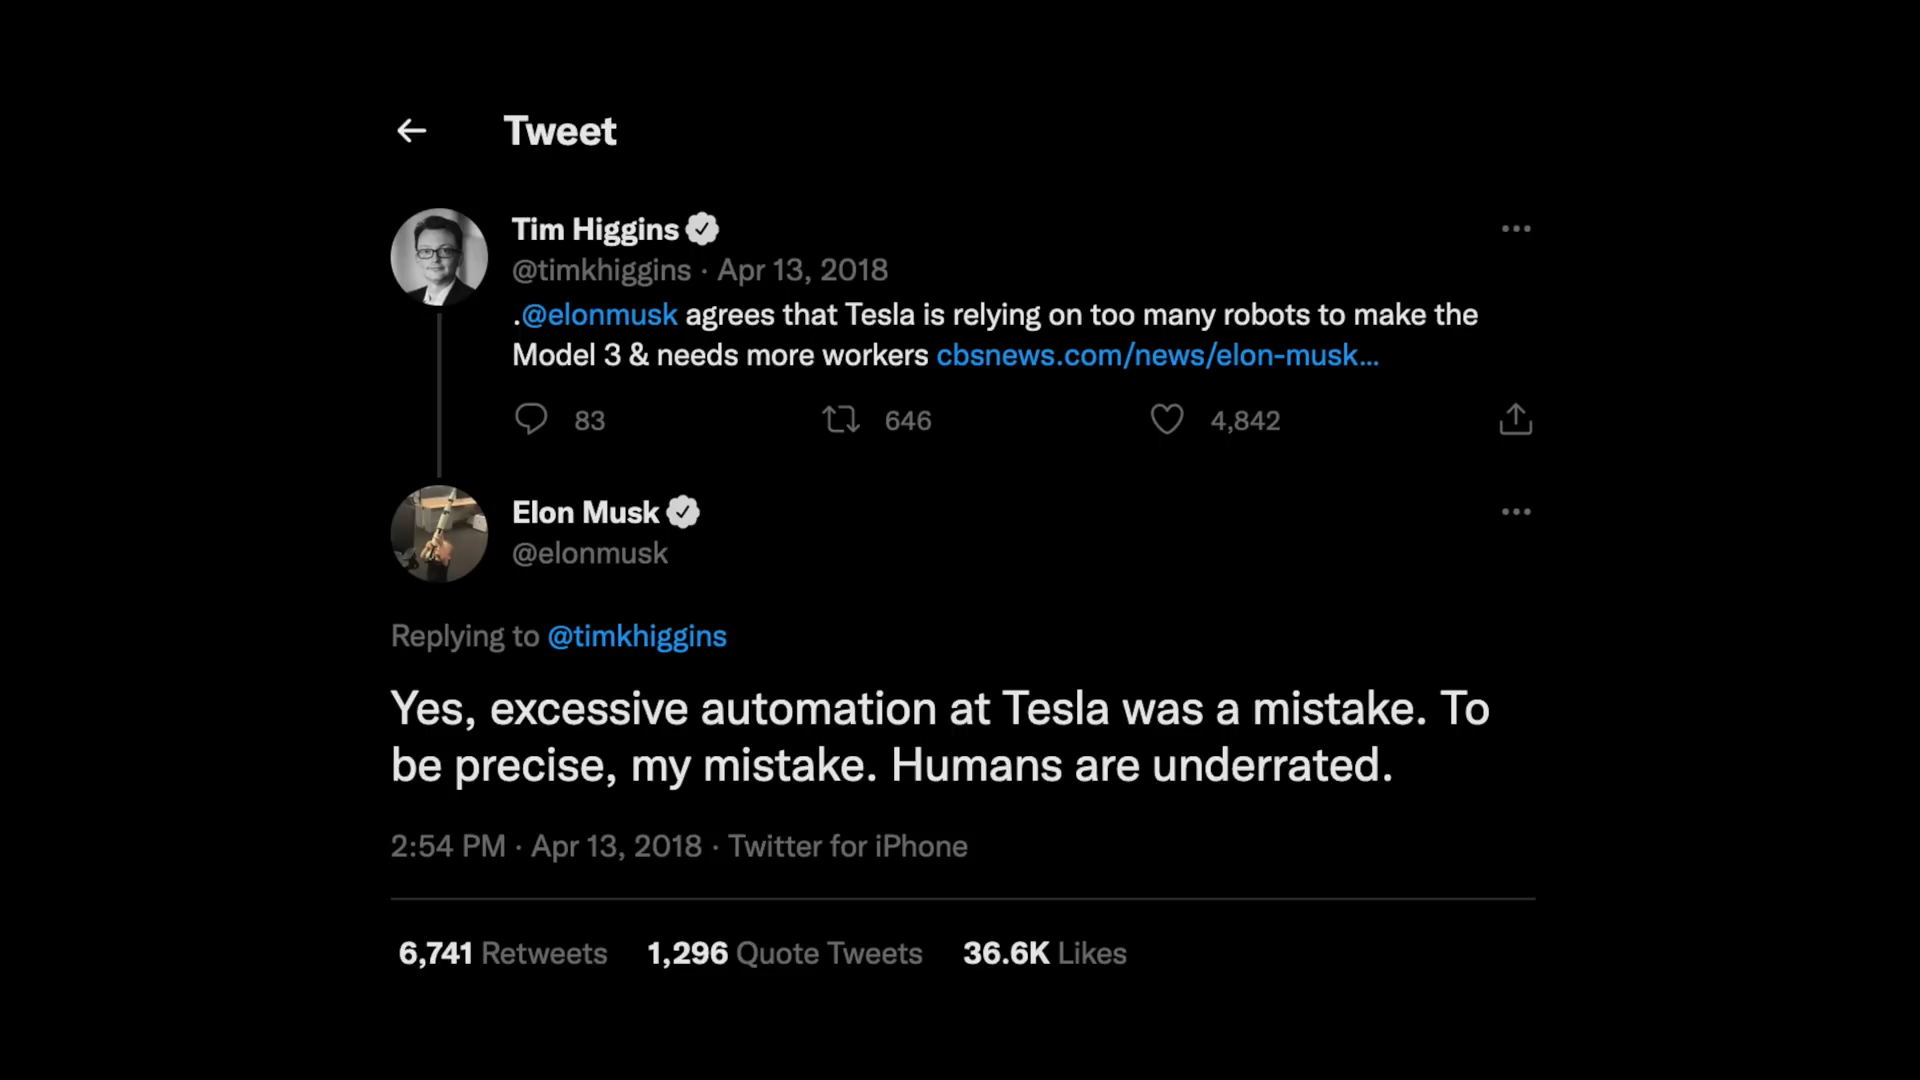 Tweet
Tim Higgins
@timkhiggins · Apr 13, 2018
.@elonmusk agrees that Tesla is relying on too many robots to make the
Model 3 & needs more workers cbsnews.com/news/elon-musk...
83 646 4,842
Elon Musk
@elonmusk
Replying to @timkhiggins
Yes, excessive automation at Tesla was a mistake. To
be precise, my mistake. Humans are underrated.
2:54 PM · Apr 13, 2018 · Twitter for iPhone
6,741 Retweets 1,296 Quote Tweets 36.6K Likes